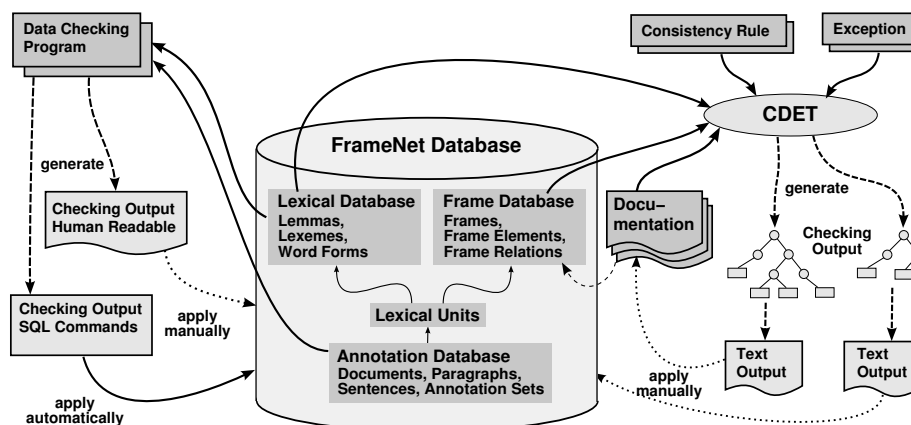 Data Checking
Program
generate
Checking Output
Human Readable
Checking Output
SQL Commands
apply
manually
apply
automatically
FrameNet Database
Lexical Database
Lemmas,
Lexemes,
Word Forms
Frame Database
Frames,
Frame Elements,
Frame Relations
Lexical Units
Annotation Database
Documents, Paragraphs,
Sentences, Annotation Sets
Consistency Rule
Exception
CDET
Docu–
mentation
generate
Checking
Output
apply
manually
Text
Output
Text
Output